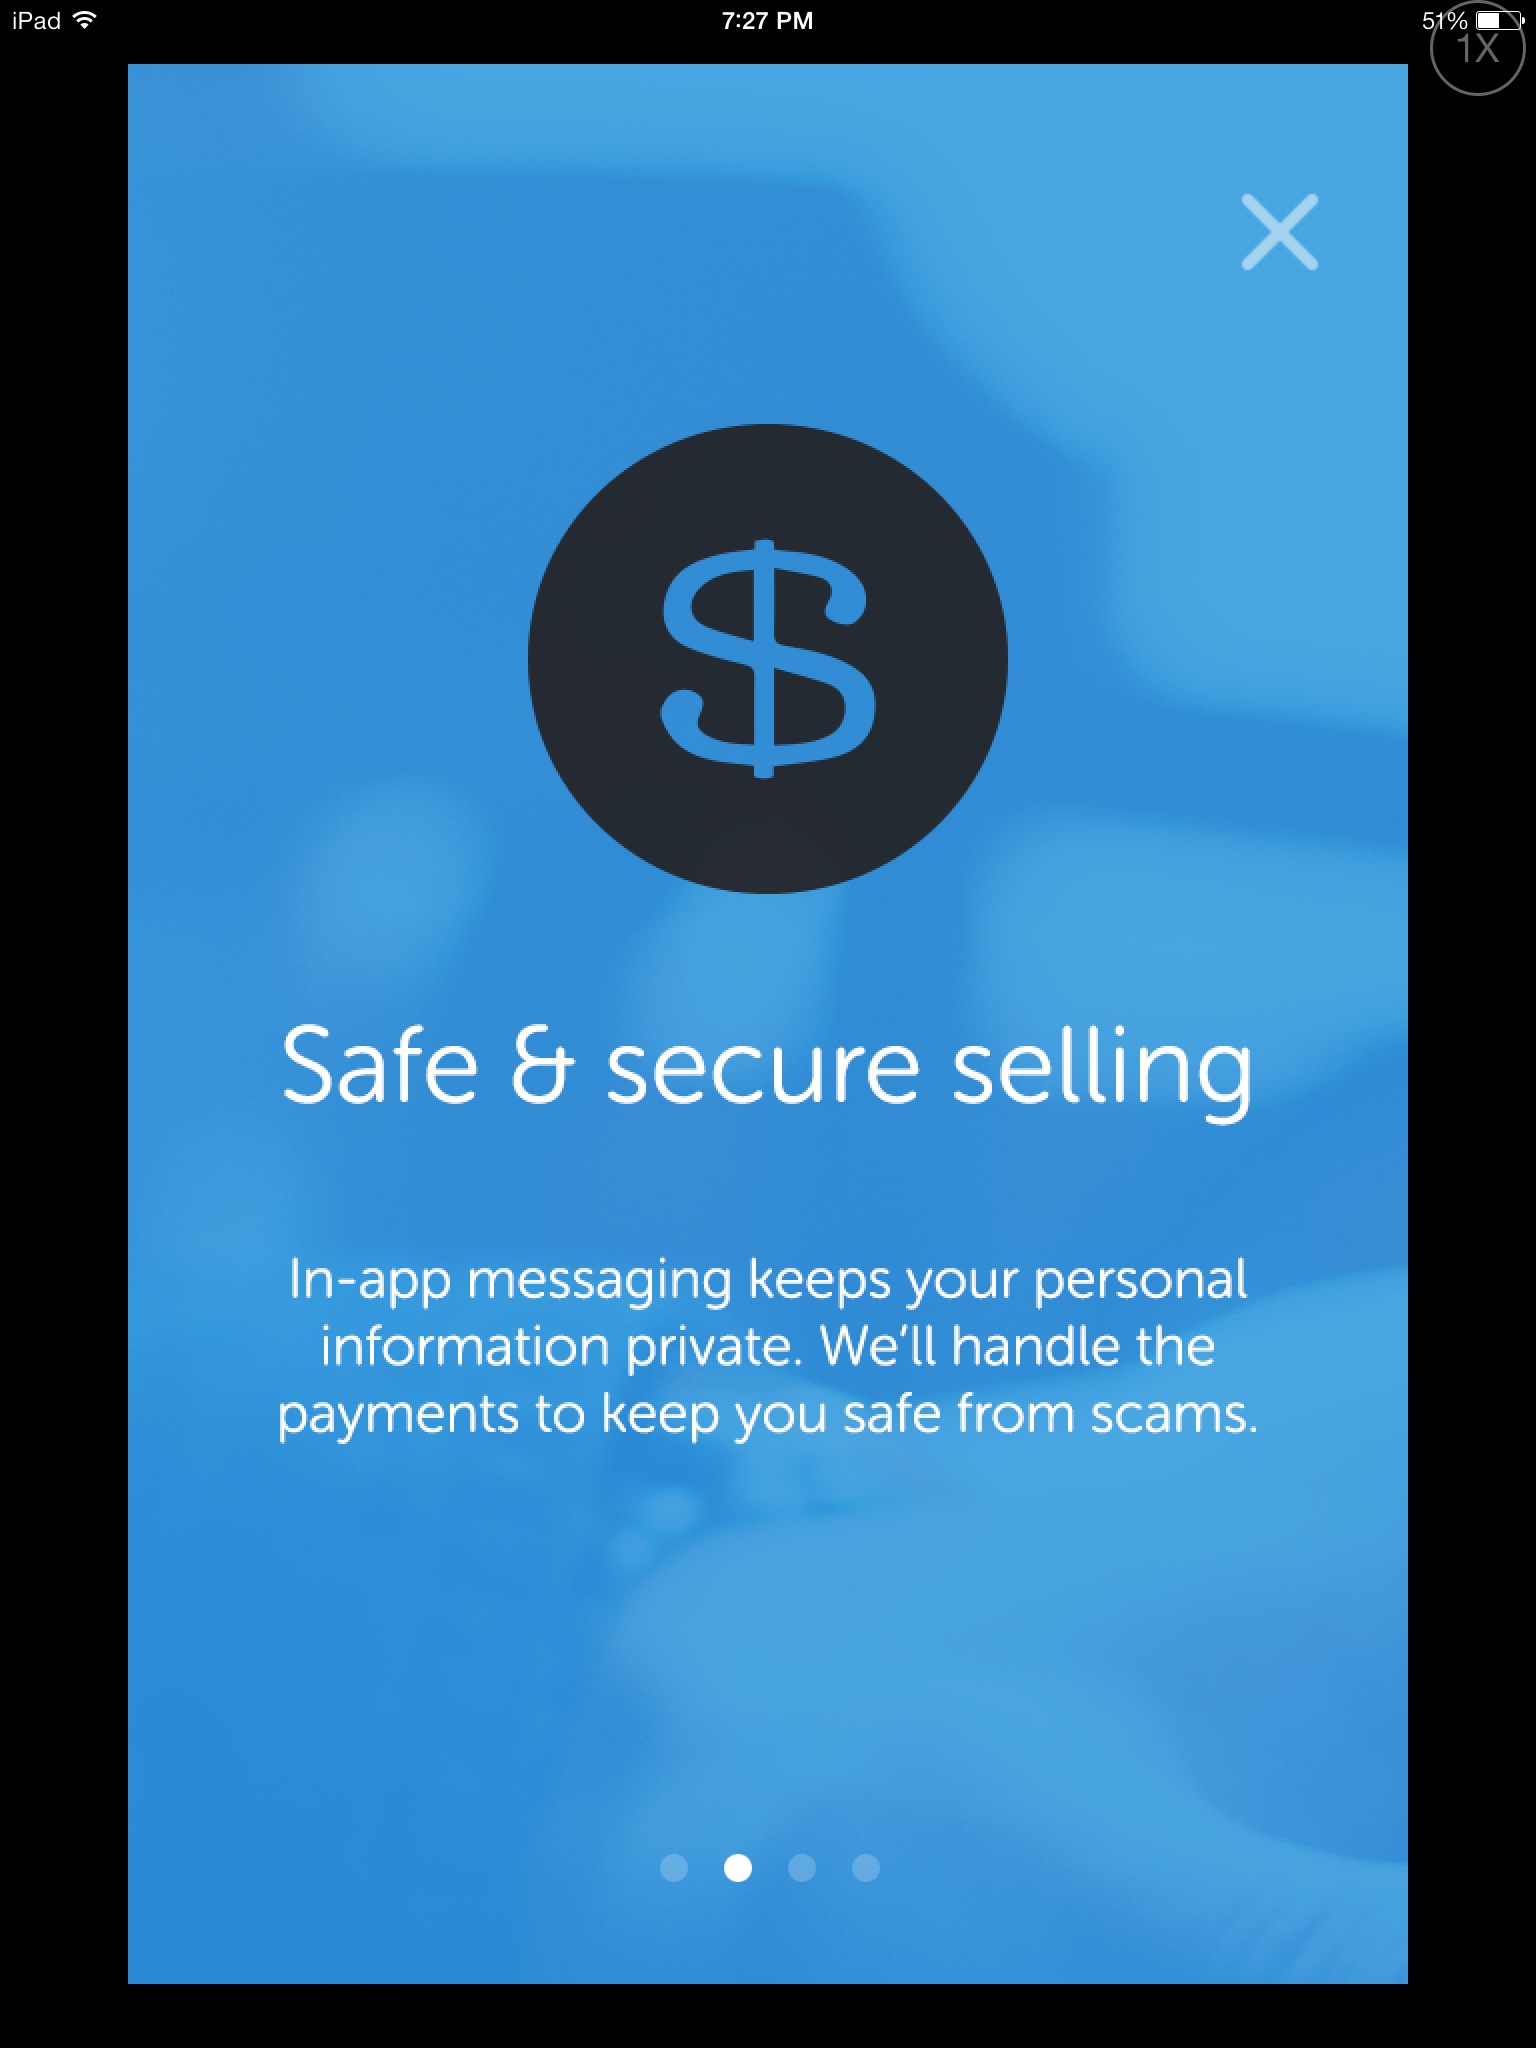 iPad 7:27 PM 51%
1X
$
Safe & secure selling
In-app messaging keeps your personal
information private. We’ll handle the
payments to keep you safe from scams.